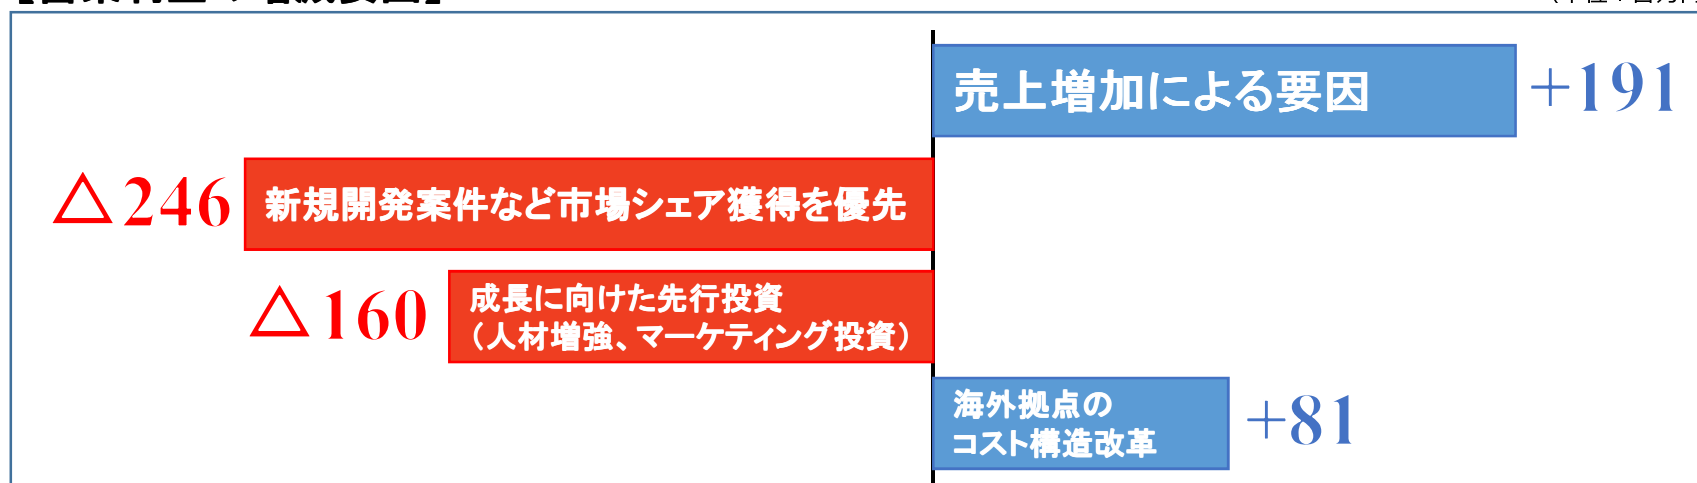 売上増加による要因 +191
△246 新規開発案件など市場シェア獲得を優先
△160 成長に向けた先行投資
（人材増強、マーケティング投資）
海外拠点の
コスト構造改革 +81